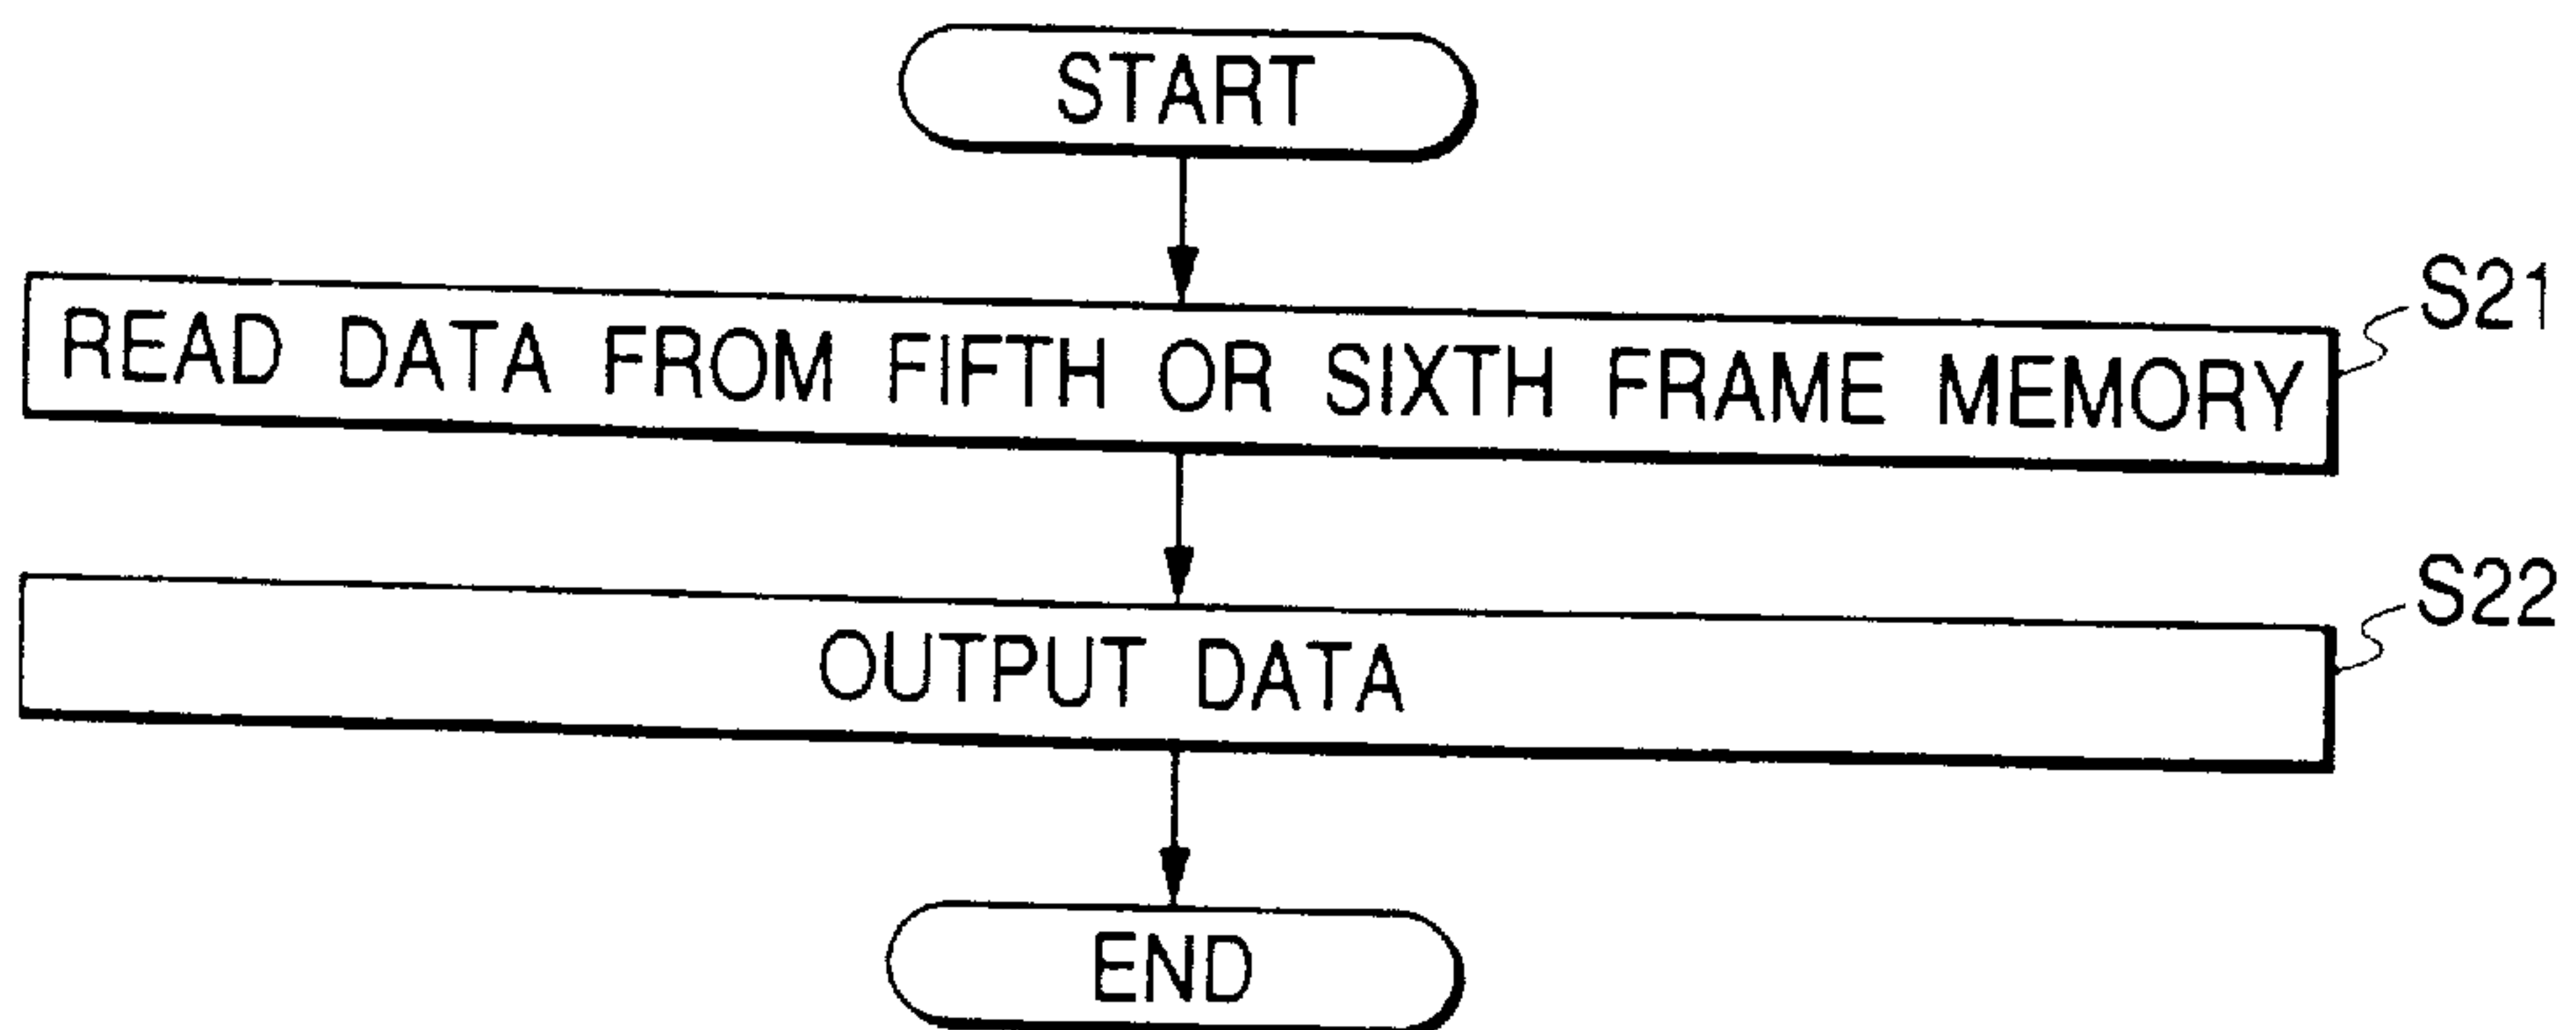 START
READ DATA FROM FIFTH OR SIXTH FRAME MEMORY
S21
OUTPUT DATA
S22
END